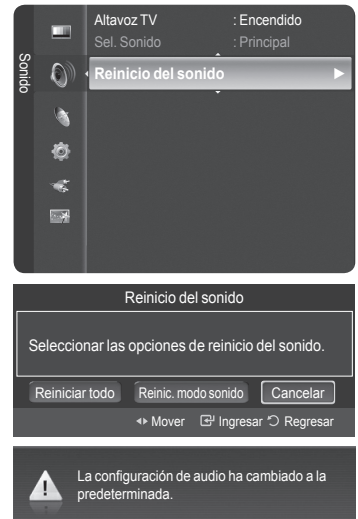 Sonido
Altavoz TV : Encendido
Sel. Sonido : Principal
Reinicio del sonido
Reinicio del sonido
Seleccionar las opciones de reinicio del sonido.
Reiniciar todo Reinic. modo sonido Cancelar
Mover Ingresar Regresar
La configuración de audio ha cambiado a la
predeterminada.